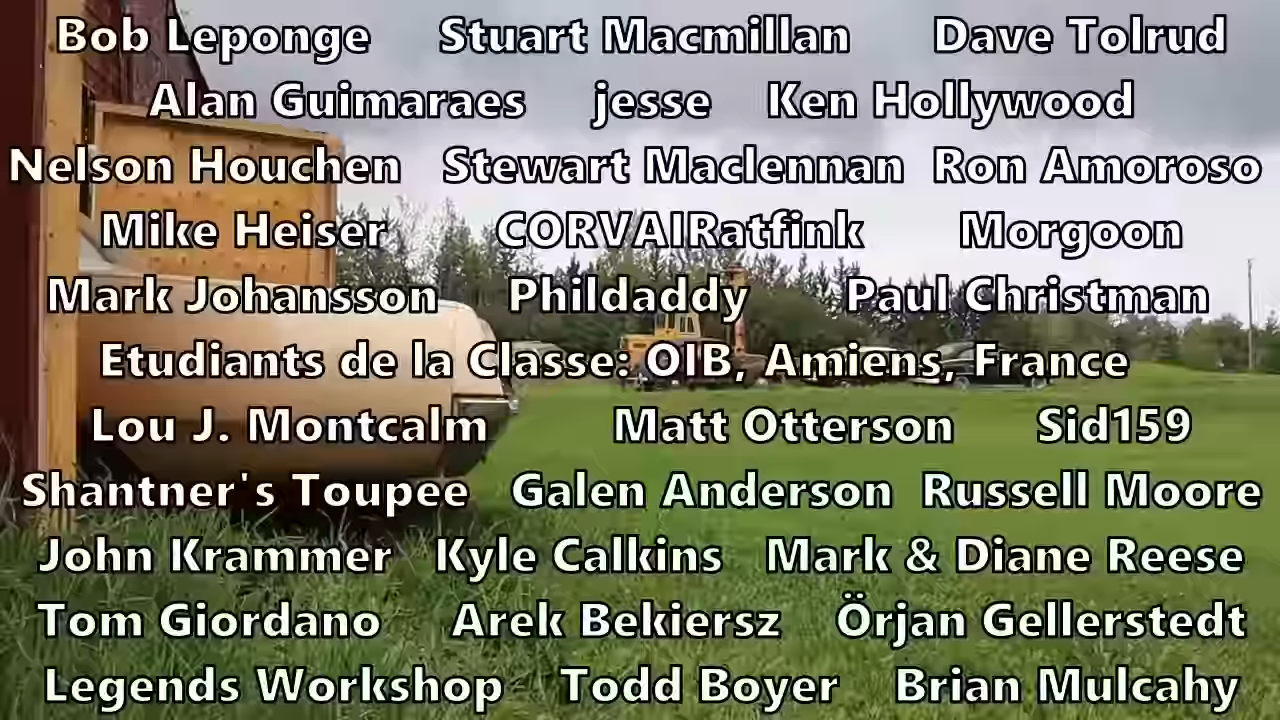 Bob Leponge Stuart Macmillan Dave Tolrud
Alan Guimaraes jesse Ken Hollywood
Nelson Houchen Stewart Maclennan Ron Amoroso
Mike Heiser CORVAIRatfink Morgoon
Mark Johansson Phildaddy Paul Christman
Etudiants de la Classe: OIB, Amiens, France
Lou J. Montcalm Matt Otterson Sid159
Shantner's Toupee Galen Anderson Russell Moore
John Krammer Kyle Calkins Mark & Diane Reese
Tom Giordano Arek Bekiersz Örjan Gellerstedt
Legends Workshop Todd Boyer Brian Mulcahy